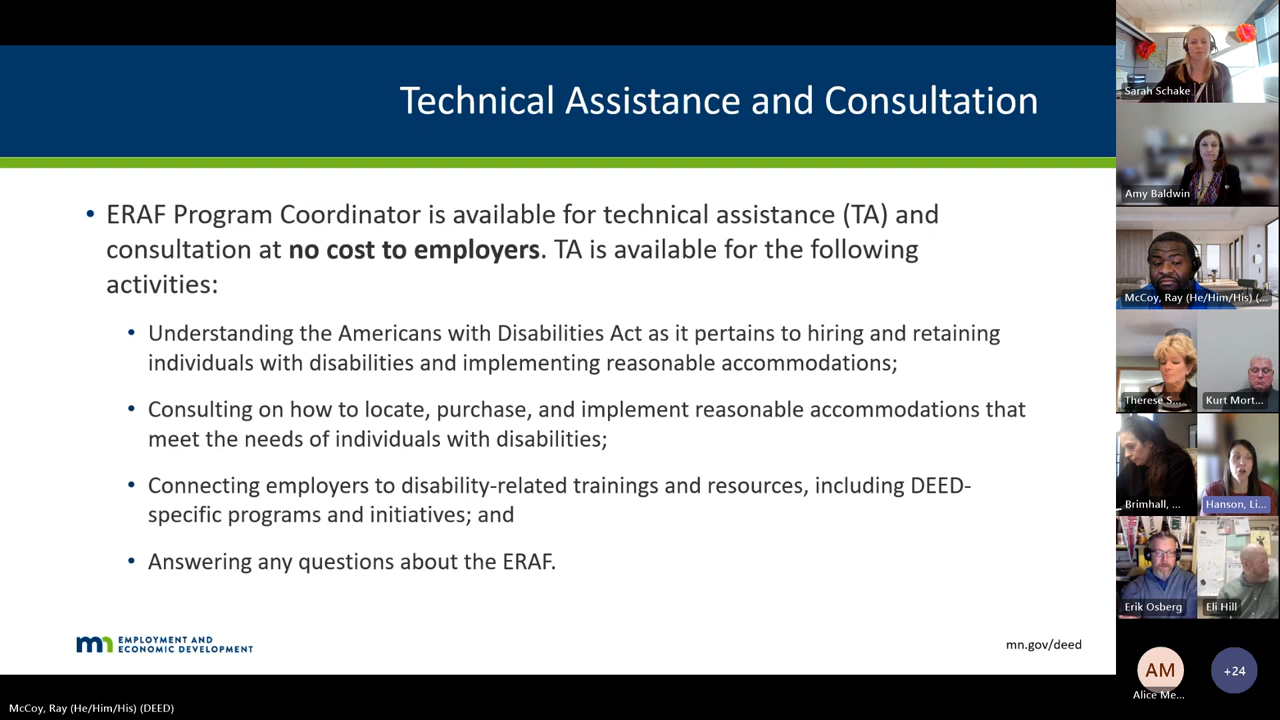 Technical Assistance and Consultation
• ERAF Program Coordinator is available for technical assistance (TA) and
consultation at no cost to employers. TA is available for the following
activities:
• Understanding the Americans with Disabilities Act as it pertains to hiring and retaining
individuals with disabilities and implementing reasonable accommodations;
• Consulting on how to locate, purchase, and implement reasonable accommodations that
meet the needs of individuals with disabilities;
• Connecting employers to disability-related trainings and resources, including DEED-
specific programs and initiatives; and
• Answering any questions about the ERAF.
mn EMPLOYMENT AND
ECONOMIC DEVELOPMENT
mn.gov/deed
McCoy, Ray (He/Him/His) (DEED)
Sarah Schake
Amy Baldwin
McCoy, Ray (He/Him/His) (...
Therese S...
Kurt Mort...
Brimhall, ...
Hanson, Li...
Erik Osberg
Eli Hill
AM
Alice Me...
+24